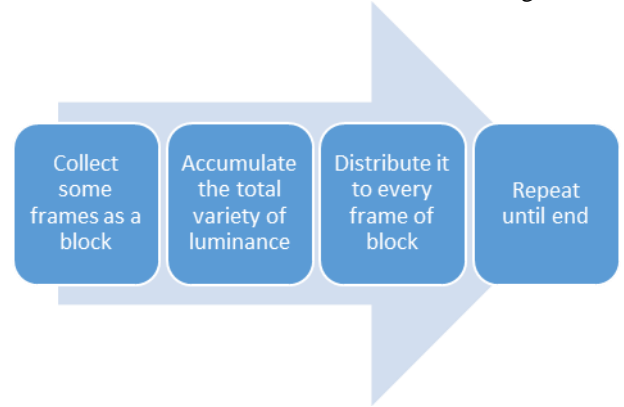 Collect
some
frames as a
block
Accumulate
the total
variety of
luminance
Distribute it
to every
frame of
block
Repeat
until end